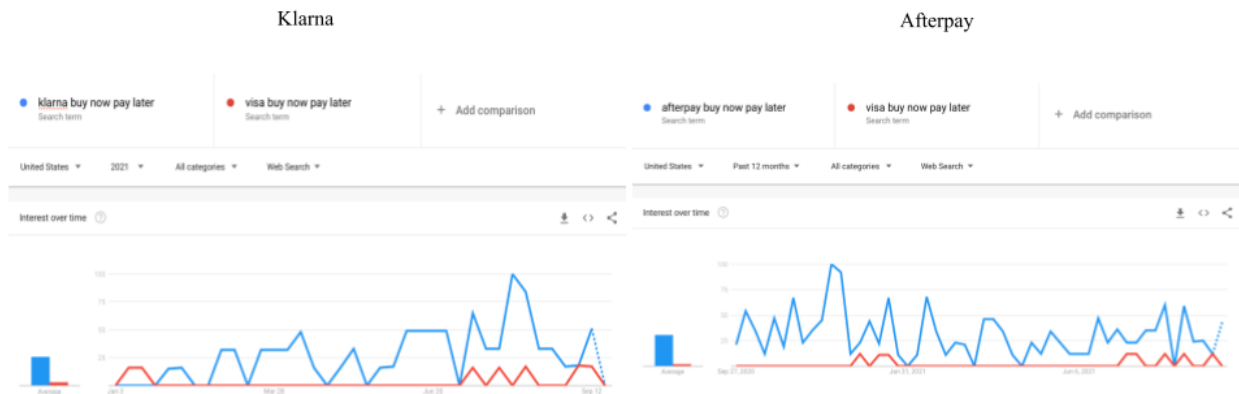 Klarna
klarna buy now pay later
Search term
visa buy now pay later
Search term
+ Add comparison
United States
2021
All categories
Web Search
Interest over time
100
75
50
25
Average
Jan 3
Mar 28
Jun 20
Sep 12
Afterpay
afterpay buy now pay later
Search term
visa buy now pay later
Search term
+ Add comparison
United States
Past 12 months
All categories
Web Search
Interest over time
100
75
50
25
Average
Sep 27, 2020
Jan 31, 2021
Jun 6, 2021